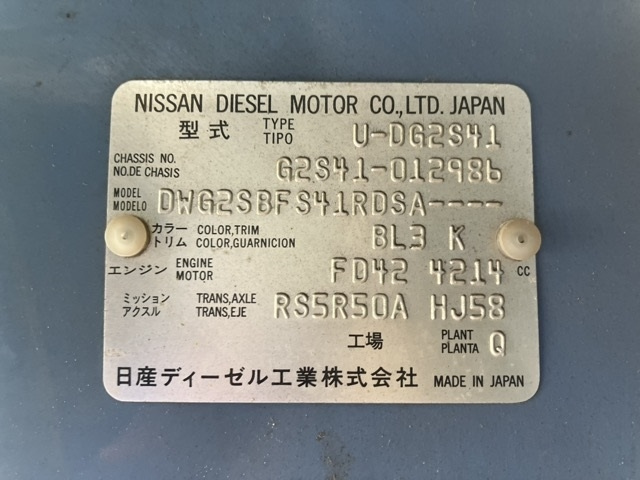 NISSAN DIESEL MOTOR CO.,LTD. JAPAN
型式 TYPE TIPO U-DG2S41
CHASSIS NO. NO.DE CHASIS G2S41-012986
MODEL MODELO DWG2SBFS41RDSA----
カラー トリム COLOR,TRIM COLOR,GUARNICION BL3 K
エンジン ENGINE MOTOR FD42 4214 CC
ミッション アクスル TRANS,AXLE TRANS,EJE RS5R50A HJ58
工場 PLANT PLANTA Q
日産ディーゼル工業株式会社 MADE IN JAPAN